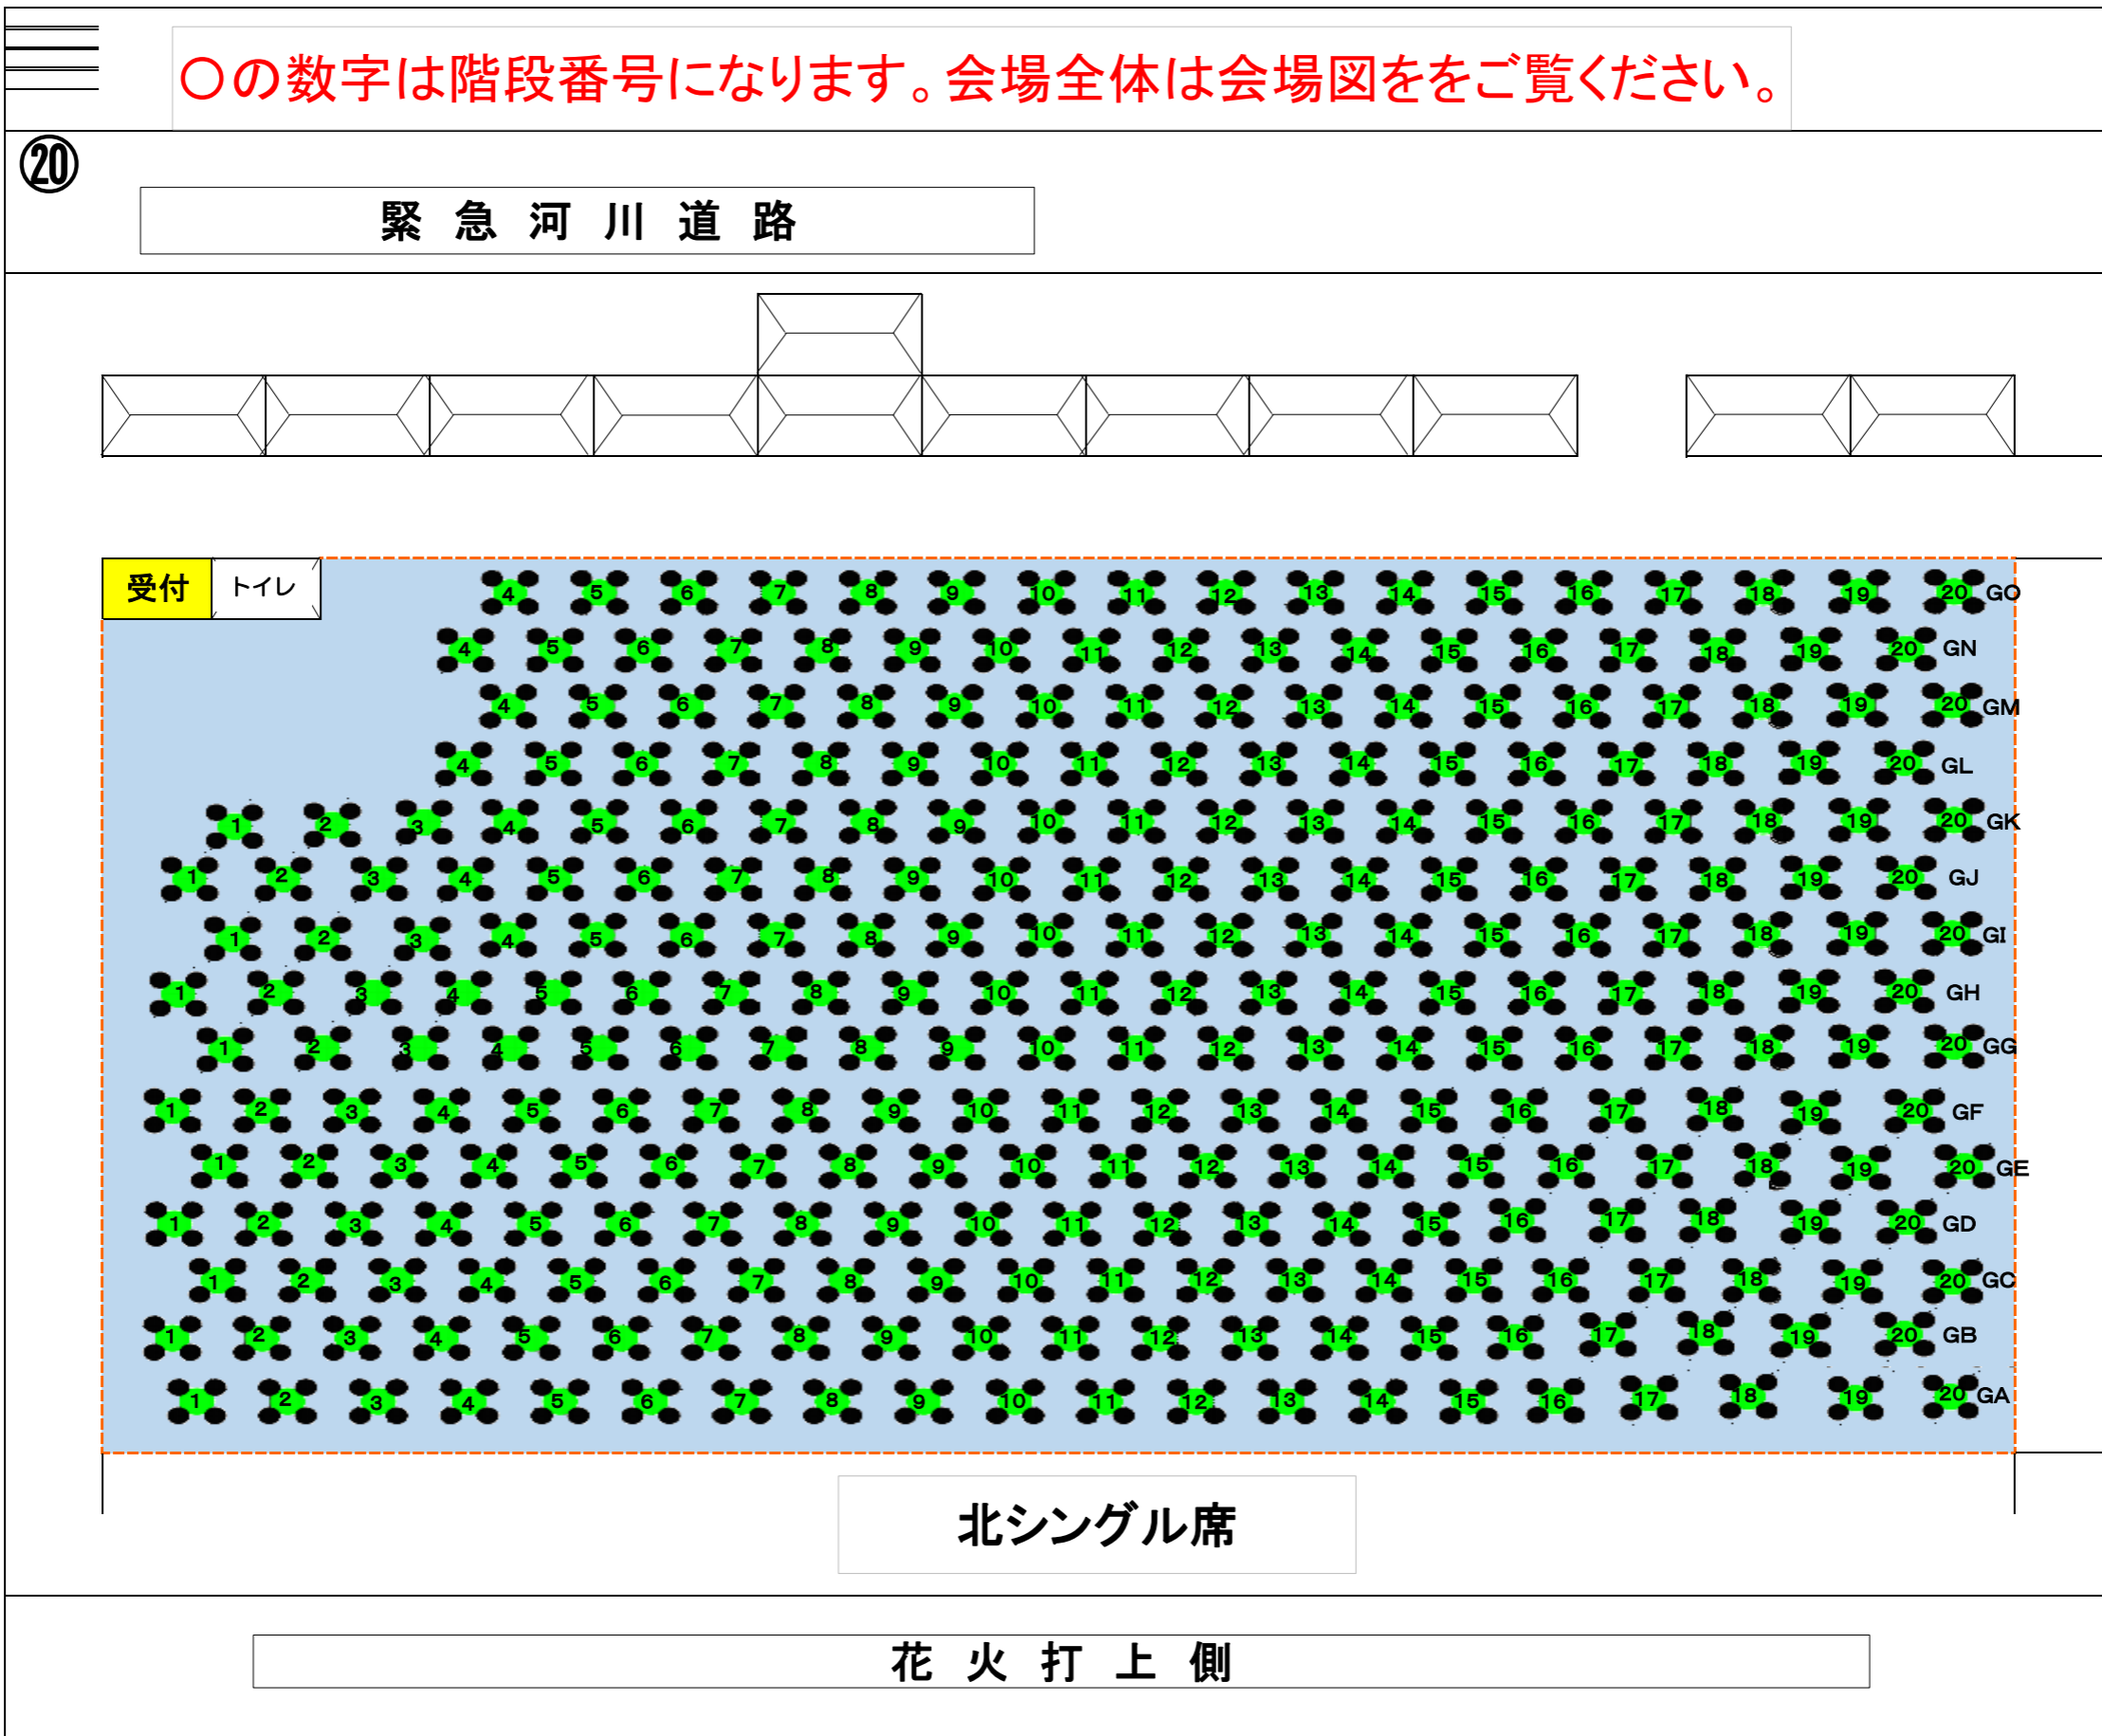 〇の数字は階段番号になります。会場全体は会場図ををご覧ください。
⑳
緊急河川道路
受付 トイレ
4 5 6 7 8 9 10 11 12 13 14 15 16 17 18 19 20 GO
4 5 6 7 8 9 10 11 12 13 14 15 16 17 18 19 20 GN
4 5 6 7 8 9 10 11 12 13 14 15 16 17 18 19 20 GM
4 5 6 7 8 9 10 11 12 13 14 15 16 17 18 19 20 GL
1 2 3 4 5 6 7 8 9 10 11 12 13 14 15 16 17 18 19 20 GK
1 2 3 4 5 6 7 8 9 10 11 12 13 14 15 16 17 18 19 20 GJ
1 2 3 4 5 6 7 8 9 10 11 12 13 14 15 16 17 18 19 20 GI
1 2 3 4 5 6 7 8 9 10 11 12 13 14 15 16 17 18 19 20 GH
1 2 3 4 5 6 7 8 9 10 11 12 13 14 15 16 17 18 19 20 GG
1 2 3 4 5 6 7 8 9 10 11 12 13 14 15 16 17 18 19 20 GF
1 2 3 4 5 6 7 8 9 10 11 12 13 14 15 16 17 18 19 20 GE
1 2 3 4 5 6 7 8 9 10 11 12 13 14 15 16 17 18 19 20 GD
1 2 3 4 5 6 7 8 9 10 11 12 13 14 15 16 17 18 19 20 GC
1 2 3 4 5 6 7 8 9 10 11 12 13 14 15 16 17 18 19 20 GB
1 2 3 4 5 6 7 8 9 10 11 12 13 14 15 16 17 18 19 20 GA
北シングル席
花火打上側